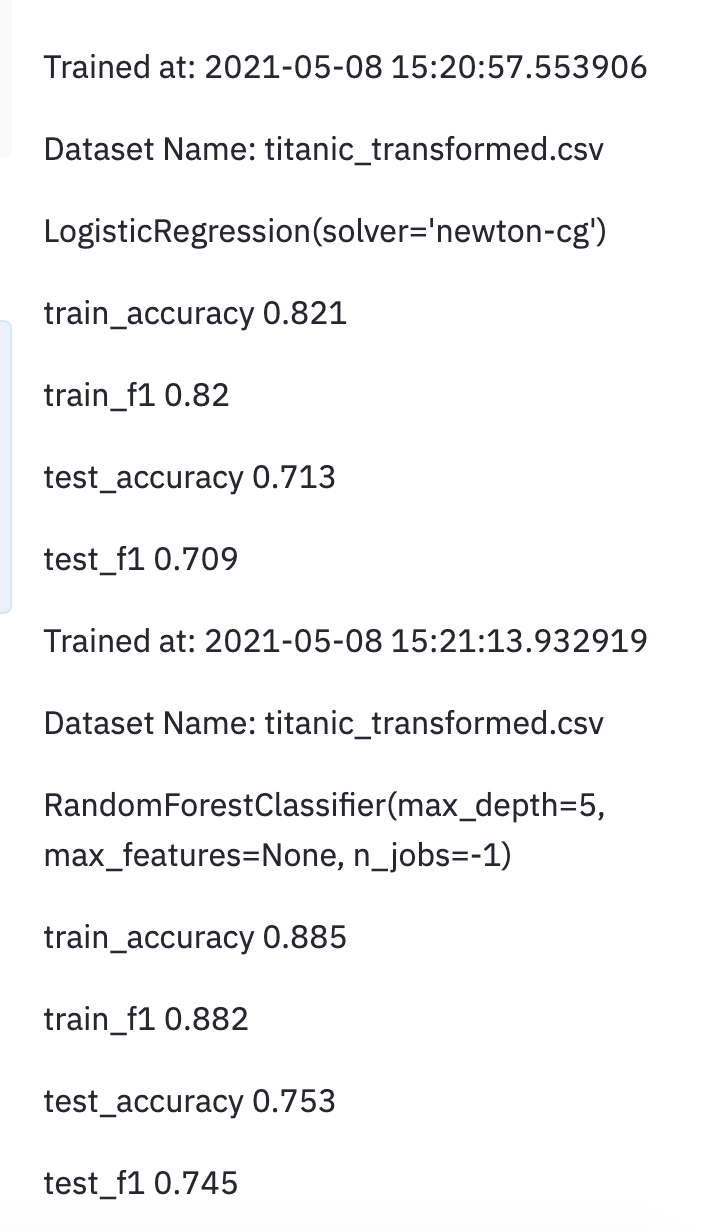 Trained at: 2021-05-08 15:20:57.553906
Dataset Name: titanic_transformed.csv
LogisticRegression(solver='newton-cg')
train_accuracy 0.821
train_f1 0.82
test_accuracy 0.713
test_f1 0.709
Trained at: 2021-05-08 15:21:13.932919
Dataset Name: titanic_transformed.csv
RandomForestClassifier(max_depth=5,
max_features=None, n_jobs=-1)
train_accuracy 0.885
train_f1 0.882
test_accuracy 0.753
test_f1 0.745